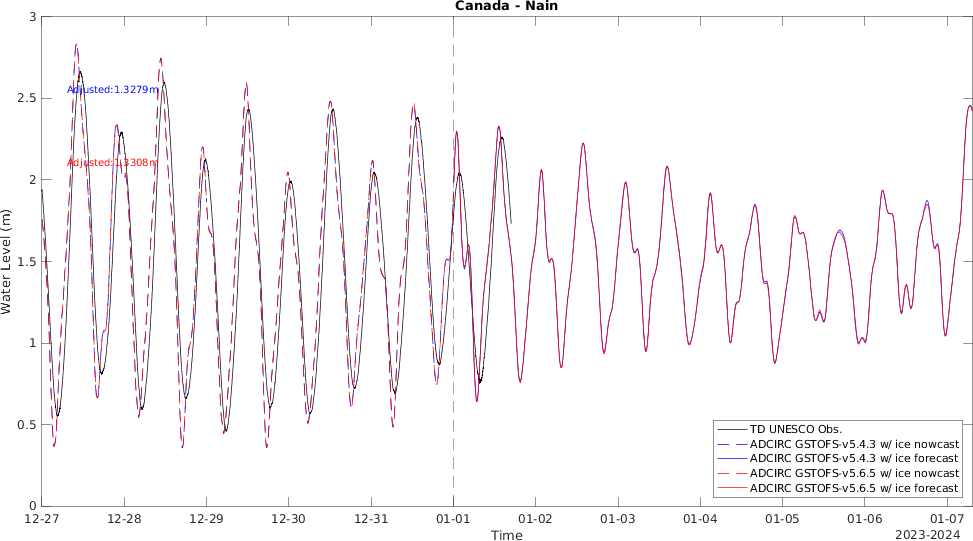 Canada - Nain
3
2.5
2
1.5
1
0.5
0
Water Level (m)
Adjusted:1.3279m
Adjusted:1.3308m
TD UNESCO Obs.
ADCIRC GSTOFS-v5.4.3 w/ ice nowcast
ADCIRC GSTOFS-v5.4.3 w/ ice forecast
ADCIRC GSTOFS-v5.6.5 w/ ice nowcast
ADCIRC GSTOFS-v5.6.5 w/ ice forecast
12-27 12-28 12-29 12-30 12-31 01-01 01-02 01-03 01-04 01-05 01-06 01-07
Time
2023-2024